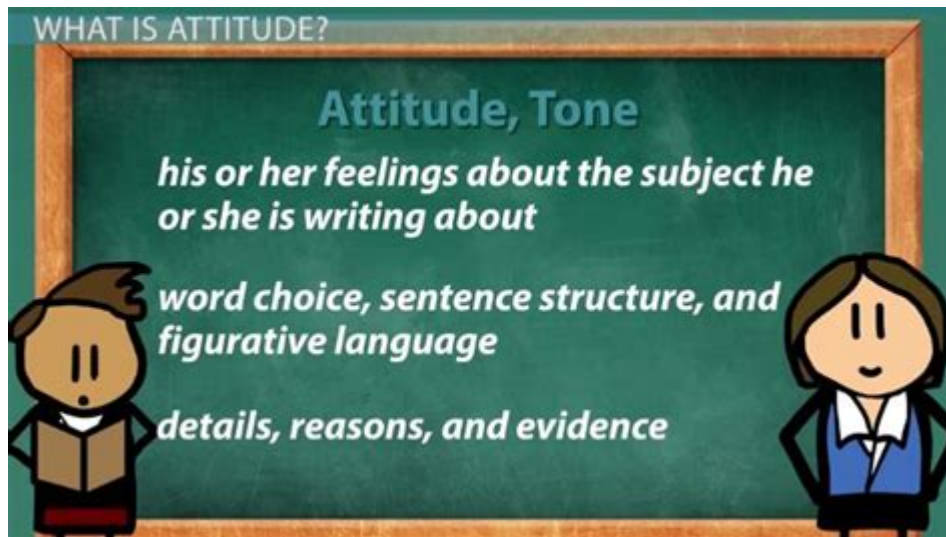 WHAT IS ATTITUDE?
Attitude, Tone
his or her feelings about the subject he
or she is writing about
word choice, sentence structure, and
figurative language
details, reasons, and evidence